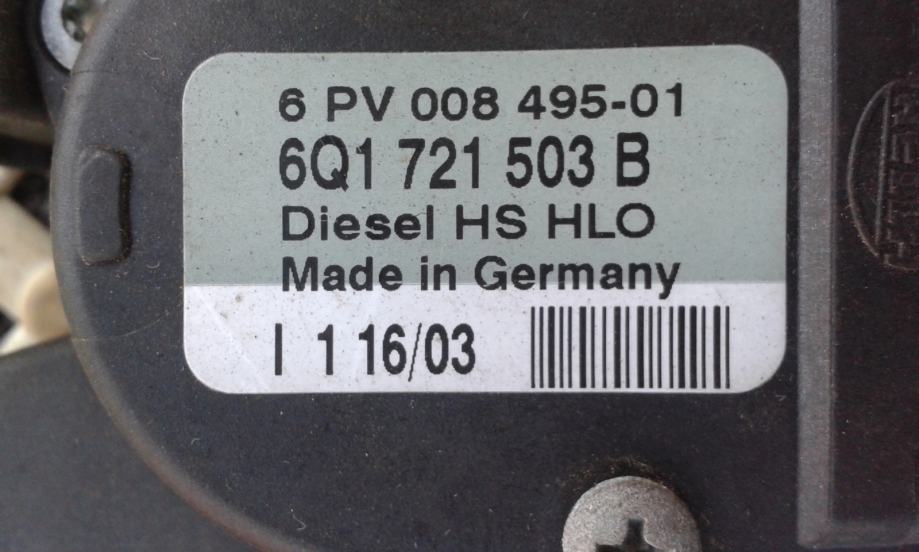 6 PV 008 495-01
6Q1 721 503 B
Diesel HS HLO
Made in Germany
I 1 16/03